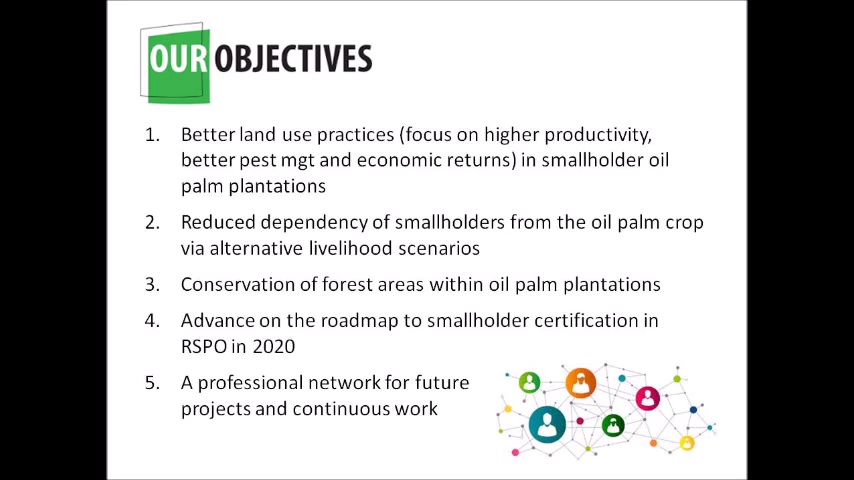 OUR OBJECTIVES
1. Better land use practices (focus on higher productivity,
better pest mgt and economic returns) in smallholder oil
palm plantations
2. Reduced dependency of smallholders from the oil palm crop
via alternative livelihood scenarios
3. Conservation of forest areas within oil palm plantations
4. Advance on the roadmap to smallholder certification in
RSPO in 2020
5. A professional network for future
projects and continuous work